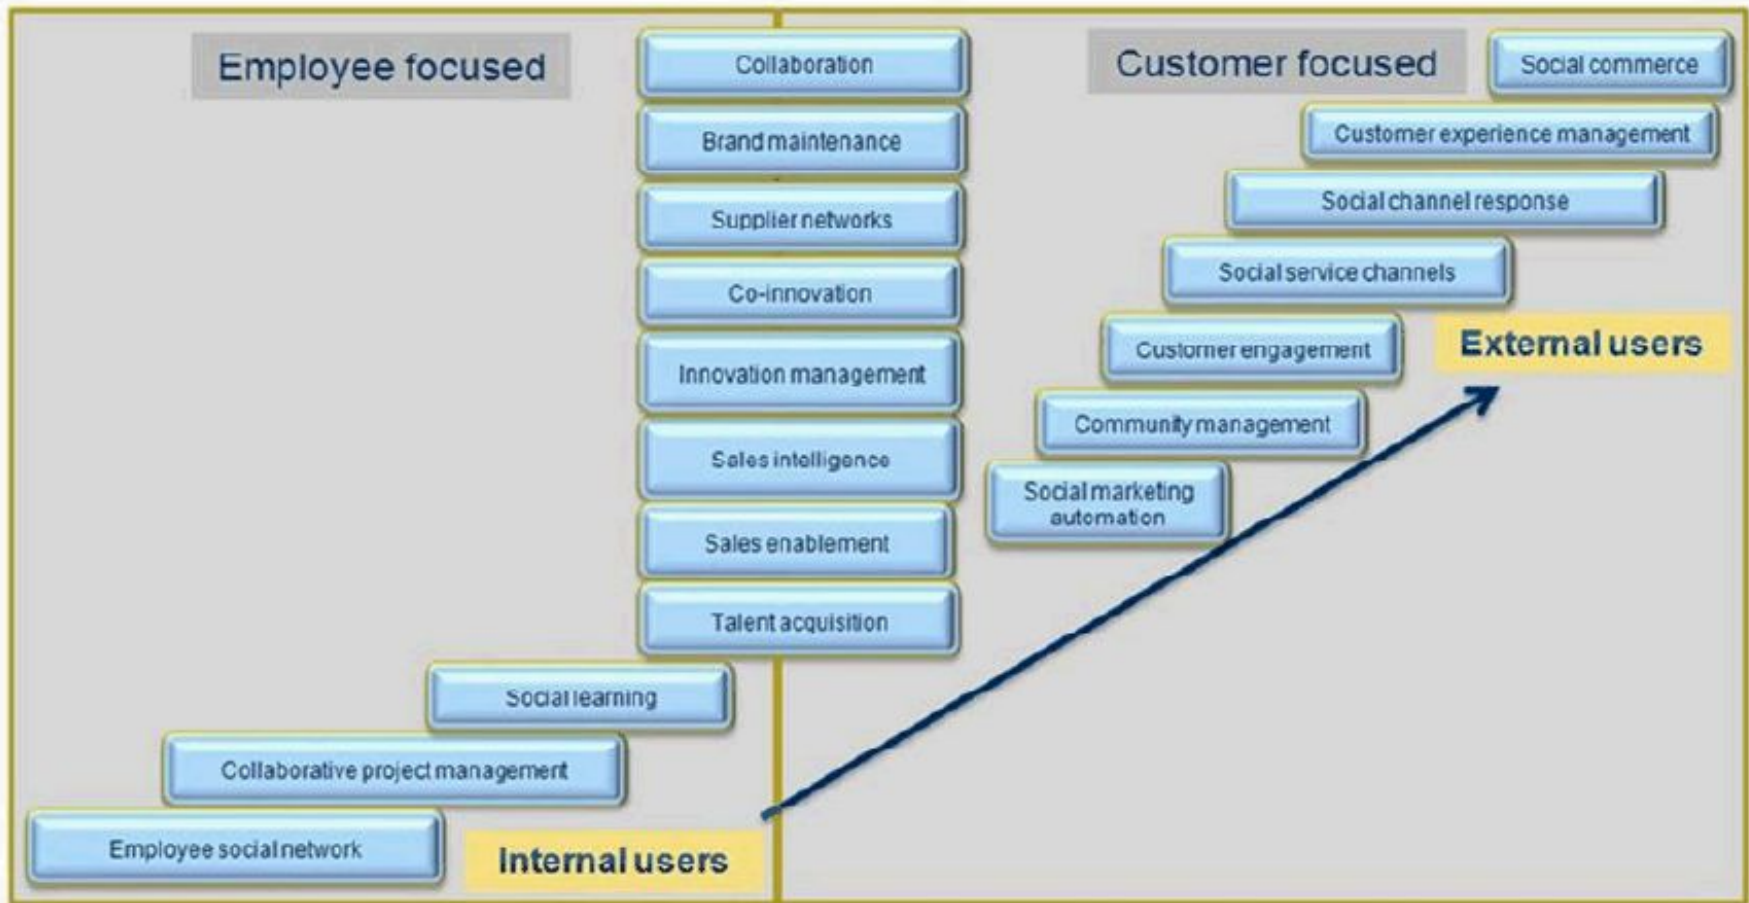 Employee focused
Collaboration
Customer focused
Social commerce
Brand maintenance
Customer experience management
Supplier networks
Social channel response
Co-innovation
Social service channels
Innovation management
Customer engagement
External users
Sales intelligence
Community management
Sales enablement
Social marketing
automation
Talent acquisition
Social learning
Collaborative project management
Employee social network
Internal users